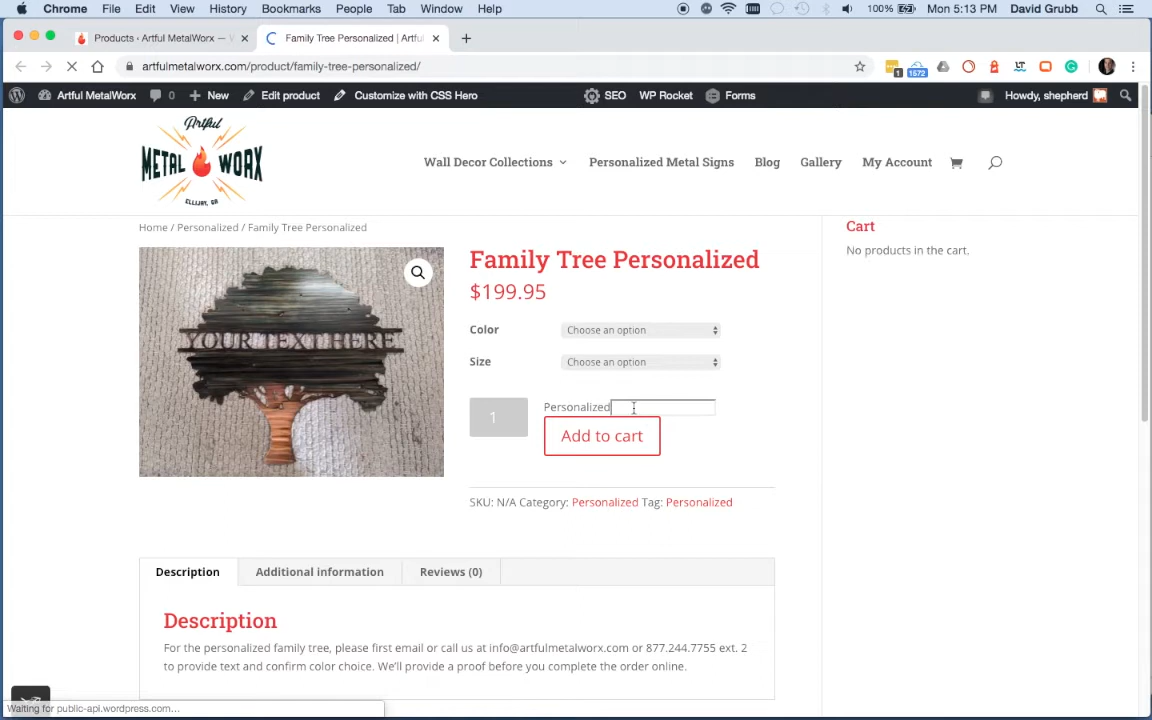 Chrome File Edit View History Bookmarks People Tab Window Help 100% Mon 5:13 PM David Grubb
Products ‹ Artful MetalWorx — W Family Tree Personalized | Artful
artfulmetalworx.com/product/family-tree-personalized/ 1 1572
Artful MetalWorx 0 New Edit product Customize with CSS Hero SEO WP Rocket Forms Howdy, shepherd
Artful
METAL WORX
ELLIJAY, GA
Wall Decor Collections Personalized Metal Signs Blog Gallery My Account
Home / Personalized / Family Tree Personalized
YOUR TEXT HERE
Family Tree Personalized
$199.95
Color Choose an option
Size Choose an option
1 Personalized
Add to cart
SKU: N/A Category: Personalized Tag: Personalized
Cart
No products in the cart.
Description Additional information Reviews (0)
Description
For the personalized family tree, please first email or call us at info@artfulmetalworx.com or 877.244.7755 ext. 2
to provide text and confirm color choice. We'll provide a proof before you complete the order online.
Waiting for public-api.wordpress.com...